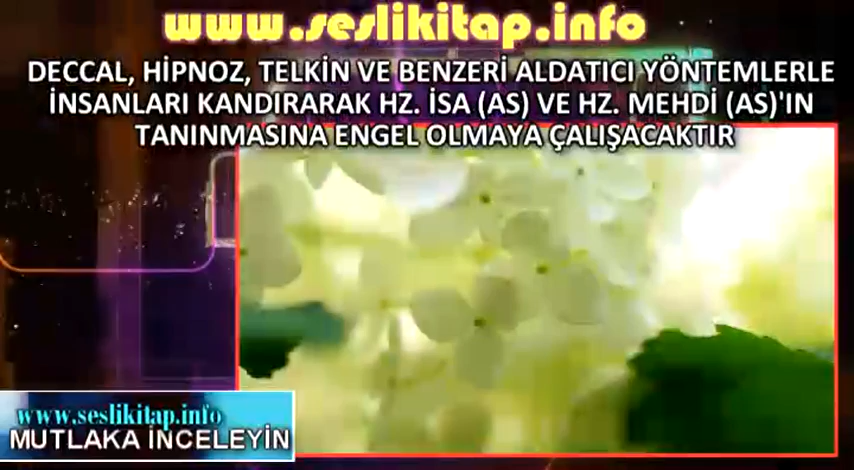 www.seslikitap.info
DECCAL, HİPNOZ, TELKİN VE BENZERİ ALDATICI YÖNTEMLERLE
İNSANLARI KANDIRARAK HZ. İSA (AS) VE HZ. MEHDİ (AS)'IN
TANINMASINA ENGEL OLMAYA ÇALIŞACAKTIR
www.seslikitap.info
MUTLAKA İNCELEYİN